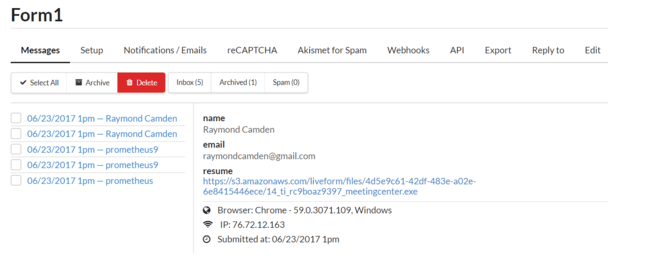 Form1
Messages Setup Notifications / Emails reCAPTCHA Akismet for Spam Webhooks API Export Reply to Edit
Select All Archive Delete Inbox (5) Archived (1) Spam (0)
06/23/2017 1pm — Raymond Camden
06/23/2017 1pm — Raymond Camden
06/23/2017 1pm — prometheus9
06/23/2017 1pm — prometheus9
06/23/2017 1pm — prometheus
name
Raymond Camden
email
raymondcamden@gmail.com
resume
https://s3.amazonaws.com/liveform/files/4d5e9c61-42df-483e-a02e-
6e8415446ece/14_ti_rc9boaz9397_meetingcenter.exe
Browser: Chrome - 59.0.3071.109, Windows
IP: 76.72.12.163
Submitted at: 06/23/2017 1pm